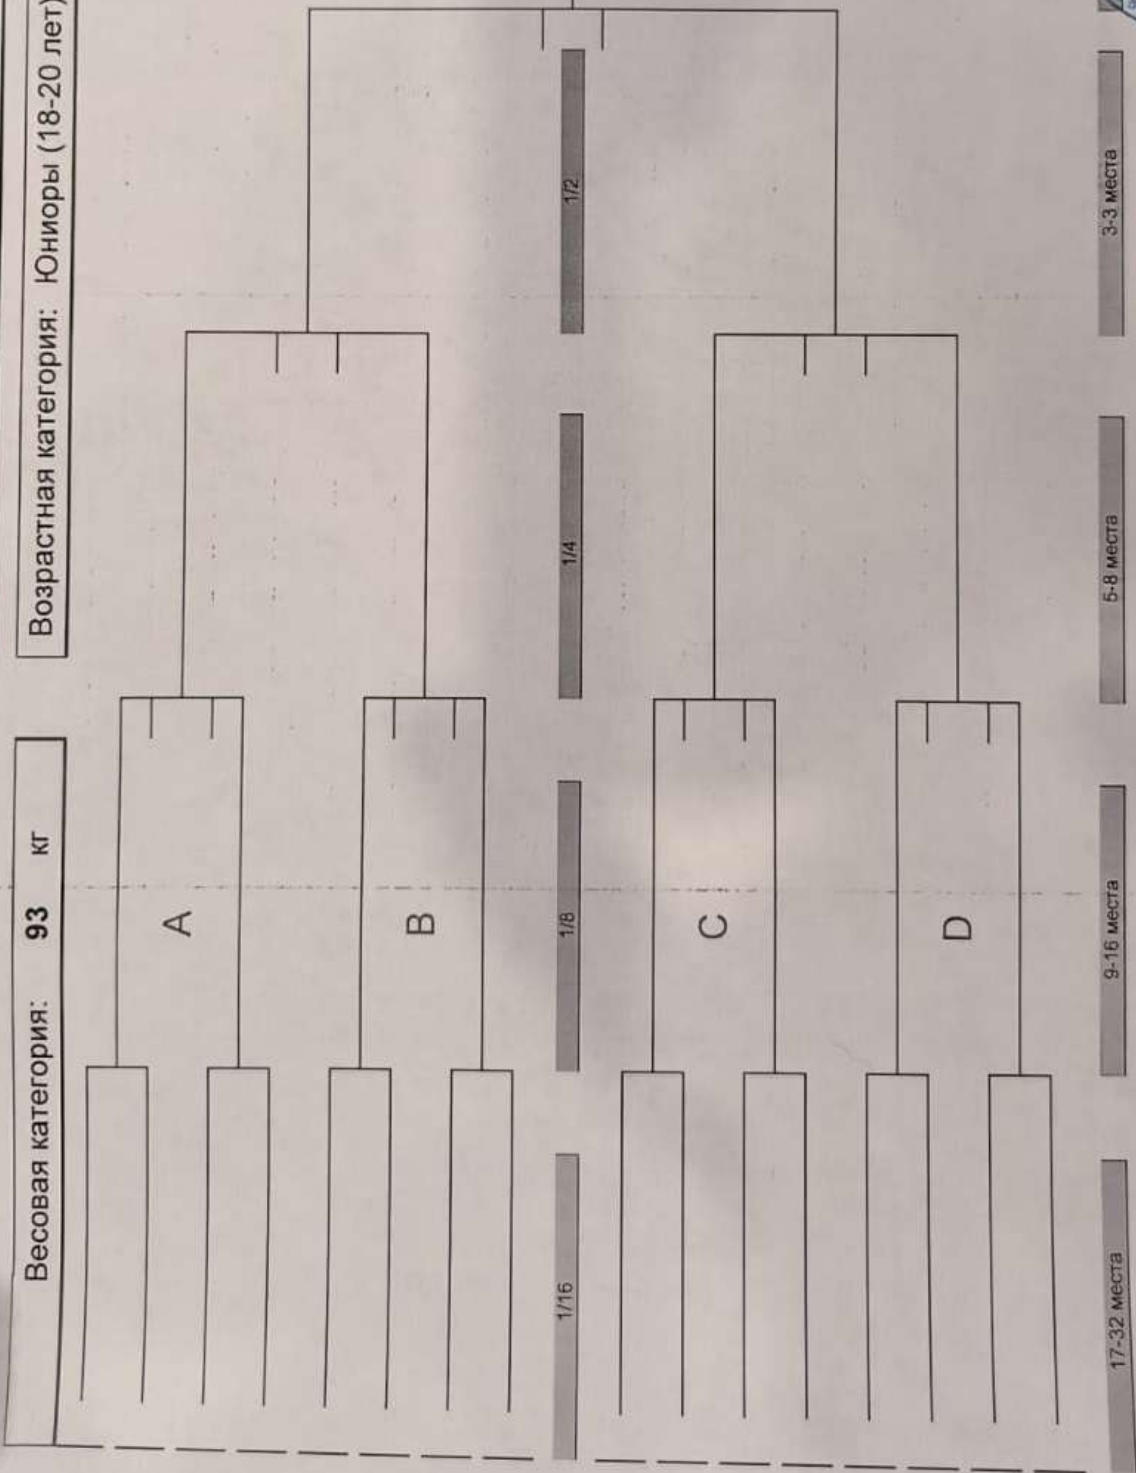 Весовая категория: 93 кг
Возрастная категория: Юниоры (18-20 лет)
A
B
1/16
1/8
1/4
1/2
C
D
17-32 места
9-16 места
5-8 места
3-3 места